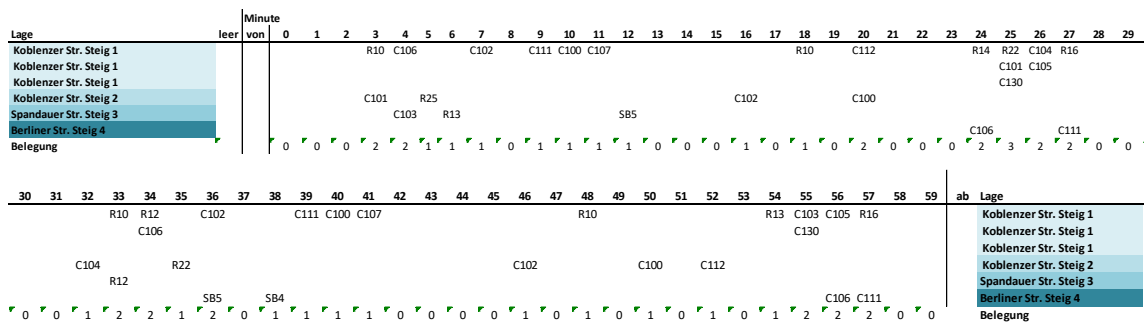 Minute
Lage leer von 0 1 2 3 4 5 6 7 8 9 10 11 12 13 14 15 16 17 18 19 20 21 22 23 24 25 26 27 28 29
Koblenzer Str. Steig 1 R10 C106 C102 C111 C100 C107 R10 C112 R14 R22 C104 R16
Koblenzer Str. Steig 1 C101 C105
Koblenzer Str. Steig 1 C130
Koblenzer Str. Steig 2 C101 R25 C102 C100
Spandauer Str. Steig 3 C103 R13 SB5
Berliner Str. Steig 4 C106 C111
Belegung 0 0 0 2 2 1 1 1 0 1 1 1 1 0 0 0 1 0 1 0 2 0 0 0 2 3 2 2 0 0
30 31 32 33 34 35 36 37 38 39 40 41 42 43 44 45 46 47 48 49 50 51 52 53 54 55 56 57 58 59 ab Lage
R10 R12 C102 C111 C100 C107 R10 R13 C103 C105 R16 Koblenzer Str. Steig 1
C106 C130 Koblenzer Str. Steig 1
Koblenzer Str. Steig 1
C104 R22 C102 C100 C112 Koblenzer Str. Steig 2
R12 Spandauer Str. Steig 3
SB5 SB4 C106 C111 Berliner Str. Steig 4
0 0 1 2 2 1 2 0 1 1 1 1 0 0 0 0 1 0 1 0 1 0 1 0 1 2 2 2 0 0 Belegung